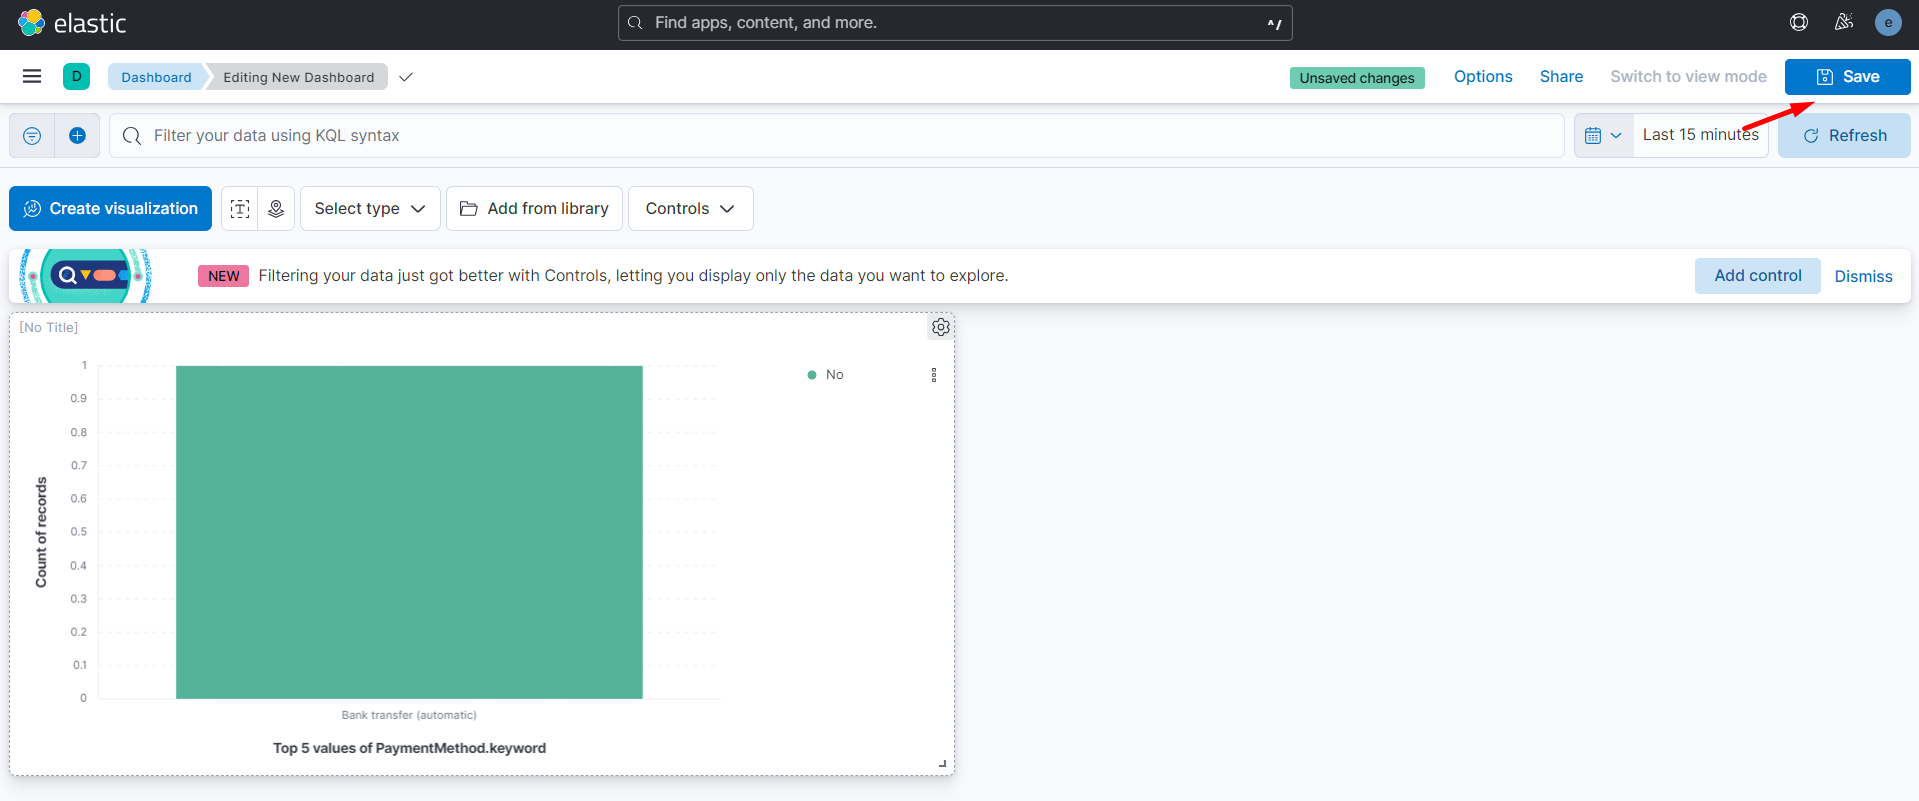 elastic
Find apps, content, and more.
^/
e
D
Dashboard
Editing New Dashboard
Unsaved changes
Options
Share
Switch to view mode
Save
Filter your data using KQL syntax
Last 15 minutes
Refresh
Create visualization
Select type
Add from library
Controls
NEW
Filtering your data just got better with Controls, letting you display only the data you want to explore.
Add control
Dismiss
[No Title]
No
1
0.9
0.8
0.7
0.6
0.5
0.4
0.3
0.2
0.1
0
Count of records
Bank transfer (automatic)
Top 5 values of PaymentMethod.keyword